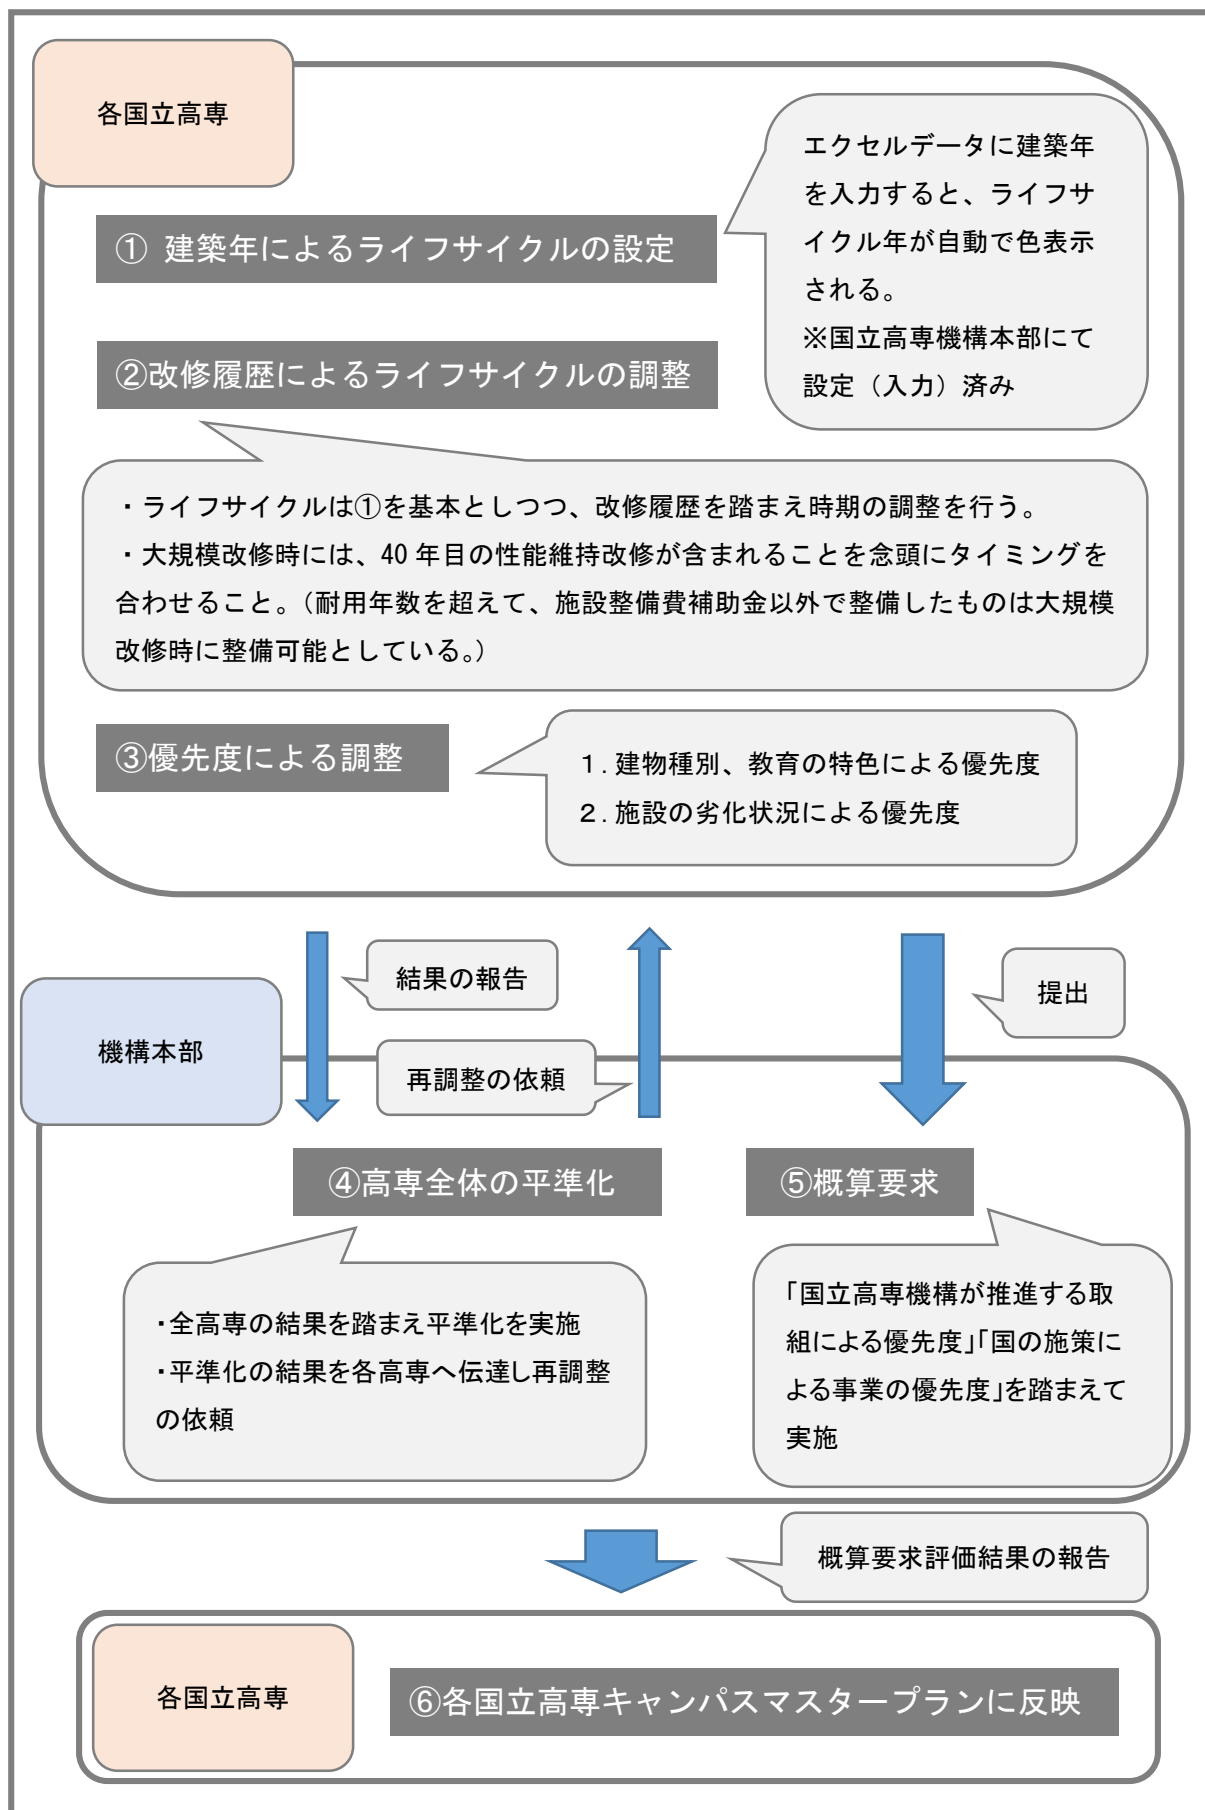 各国立高専
エクセルデータに建築年
を入力すると、ライフサ
イクル年が自動で色表示
される。
※国立高専機構本部にて
設定（入力）済み
① 建築年によるライフサイクルの設定
②改修履歴によるライフサイクルの調整
・ライフサイクルは①を基本としつつ、改修履歴を踏まえ時期の調整を行う。
・大規模改修時には、40 年目の性能維持改修が含まれることを念頭にタイミングを
合わせること。（耐用年数を超えて、施設整備費補助金以外で整備したものは大規模
改修時に整備可能としている。）
③優先度による調整
１．建物種別、教育の特色による優先度
２．施設の劣化状況による優先度
結果の報告
提出
機構本部
再調整の依頼
④高専全体の平準化
⑤概算要求
・全高専の結果を踏まえ平準化を実施
・平準化の結果を各高専へ伝達し再調整
の依頼
「国立高専機構が推進する取
組による優先度」「国の施策に
よる事業の優先度」を踏まえて
実施
概算要求評価結果の報告
各国立高専
⑥各国立高専キャンパスマスタープランに反映